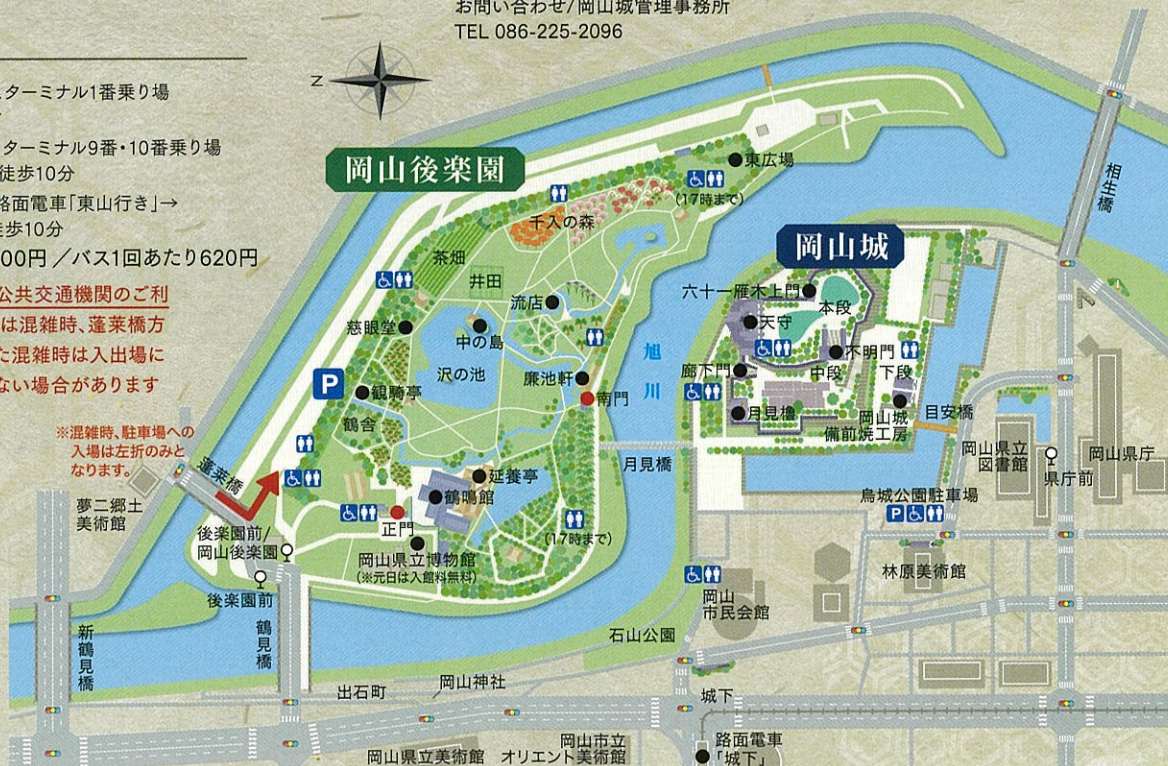 お問い合わせ/岡山城管理事務所
TEL 086-225-2096
スターミナル1番乗り場
ターミナル9番・10番乗り場
徒歩10分
路面電車「東山行き」→
徒歩10分
00円／バス1回あたり620円
公共交通機関のご利
は混雑時、蓬莱橋方
た混雑時は入出場に
ない場合があります
※混雑時、駐車場への
入場は左折のみと
なります。
N
岡山後楽園
東広場
(17時まで)
千入の森
茶畑
井田
流店
慈眼堂
中の島
沢の池
廉池軒
南門
P
観騎亭
鶴舎
延養亭
鶴鳴館
正門
(17時まで)
岡山県立博物館
(※元日は入館料無料)
蓬莱橋
夢二郷土
美術館
後楽園前/
岡山後楽園
後楽園前
新鶴見橋
鶴見橋
旭川
月見橋
相生橋
岡山城
六十一雁木上門
本段
天守
不明門
廊下門
中段
下段
月見櫓
岡山城
備前焼工房
目安橋
岡山県立
図書館
県庁前
岡山県庁
烏城公園駐車場
P
林原美術館
岡山
市民会館
石山公園
出石町
岡山神社
城下
岡山県立美術館
岡山市立
オリエント美術館
路面電車
「城下」